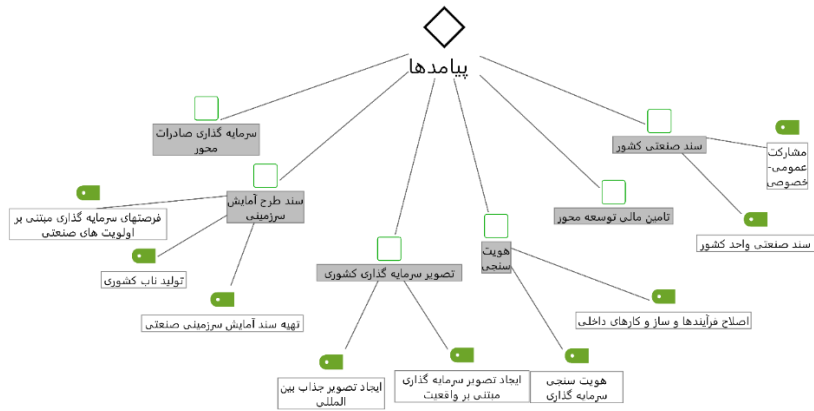 پیامدها
سرمایه گذاری صادرات
محور
سند صنعتی کشور
مشارکت
عمومی-
خصوصی
سند صنعتی واحد کشور
تامین مالی توسعه محور
سند طرح آمایش
سرزمینی
فرصتهای سرمایه گذاری مبتنی بر
اولویت های صنعتی
تولید ناب کشوری
تهیه سند آمایش سرزمینی صنعتی
هویت
سنجی
اصلاح فرآیندها و ساز و کارهای داخلی
هویت سنجی
سرمایه گذاری
تصویر سرمایه گذاری کشوری
ایجاد تصویر سرمایه گذاری
مبتنی بر واقعیت
ایجاد تصویر جذاب بین
المللی